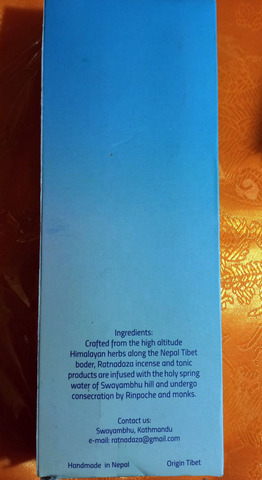 Ingredients:
Crafted from the high altitude
Himalayan herbs along the Nepal Tibet
boder, Ratnadaza incense and tonic
products are infused with the holy spring
water of Swayambhu hill and undergo
consecration by Rinpoche and monks.
Contact us:
Swayambhu, Kathmandu
e-mail: ratnadaza@gmail.com
Handmade in Nepal
Origin Tibet